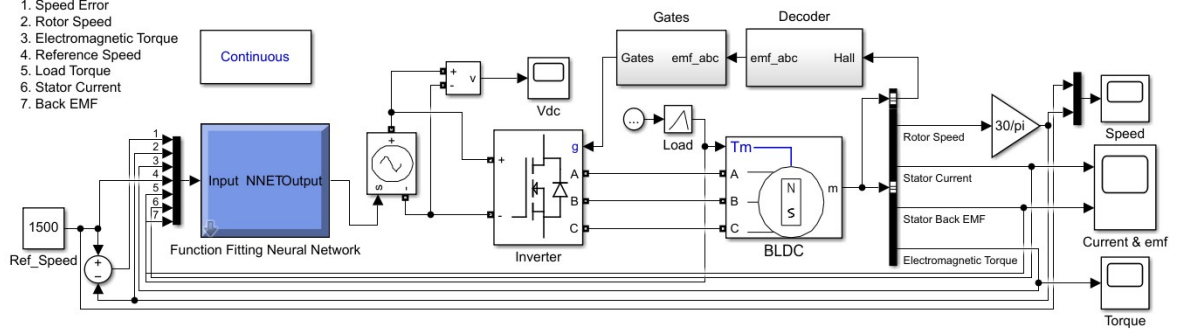 1. Speed Error
2. Rotor Speed
3. Electromagnetic Torque
4. Reference Speed
5. Load Torque
6. Stator Current
7. Back EMF
Continuous
Gates
Decoder
Gates emf_abc
emf_abc Hall
+
-
v
Vdc
...
Load
30/pi
Speed
Rotor Speed
1
2
3
4
5
6
7
Input NNETOutput
Function Fitting Neural Network
+
s
-
+
-
g
A
B
C
Inverter
Tm
A
B
C
N
S
m
BLDC
Stator Current
Stator Back EMF
Electromagnetic Torque
Current & emf
Torque
1500
Ref_Speed
+
−